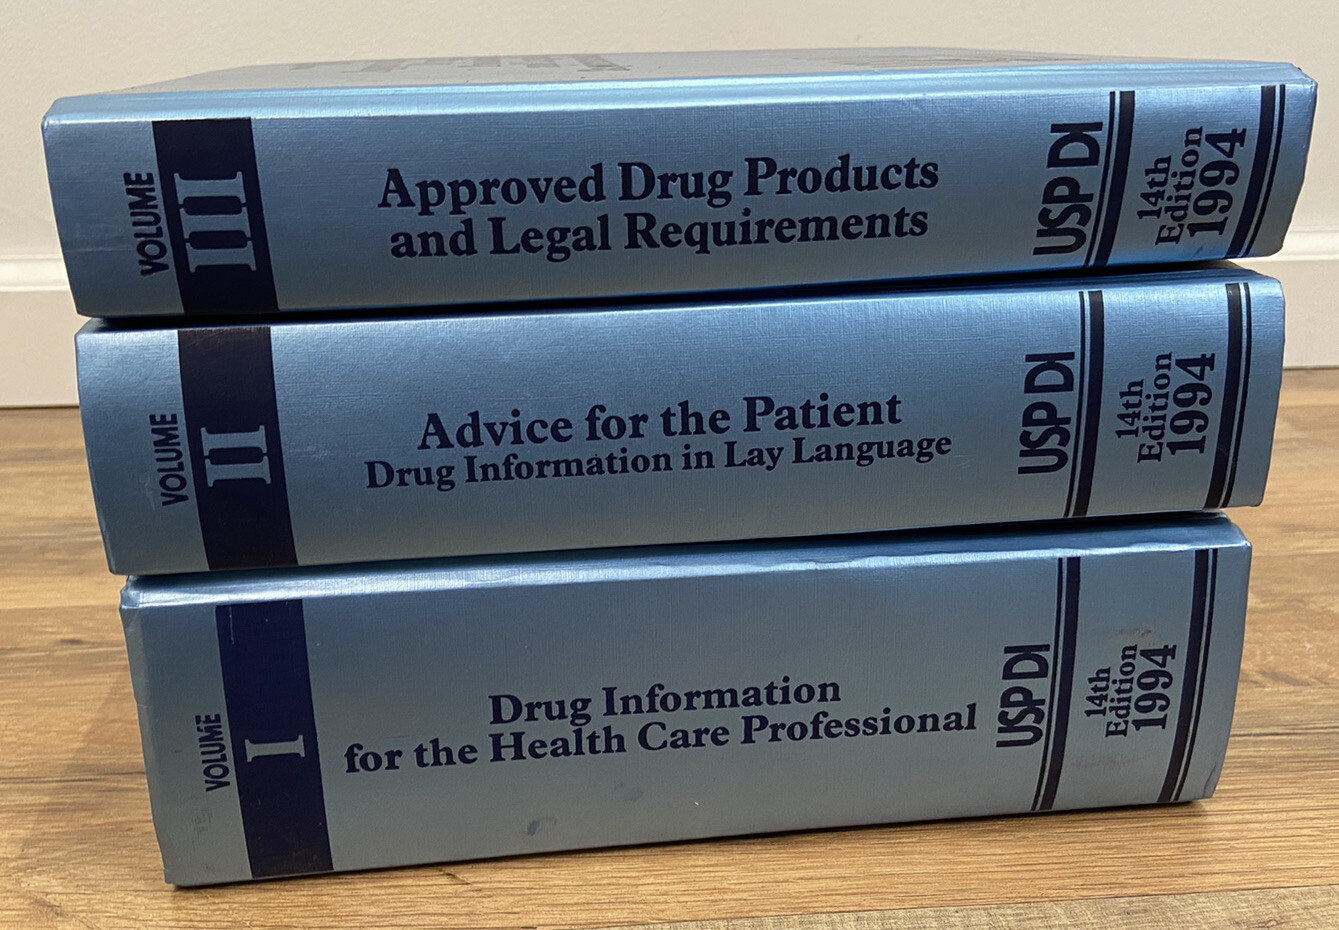 VOLUME
III
Approved Drug Products
and Legal Requirements
USP DI
14th
Edition
1994
VOLUME
II
Advice for the Patient
Drug Information in Lay Language
USP DI
14th
Edition
1994
VOLUME
I
Drug Information
for the Health Care Professional
USP DI
14th
Edition
1994